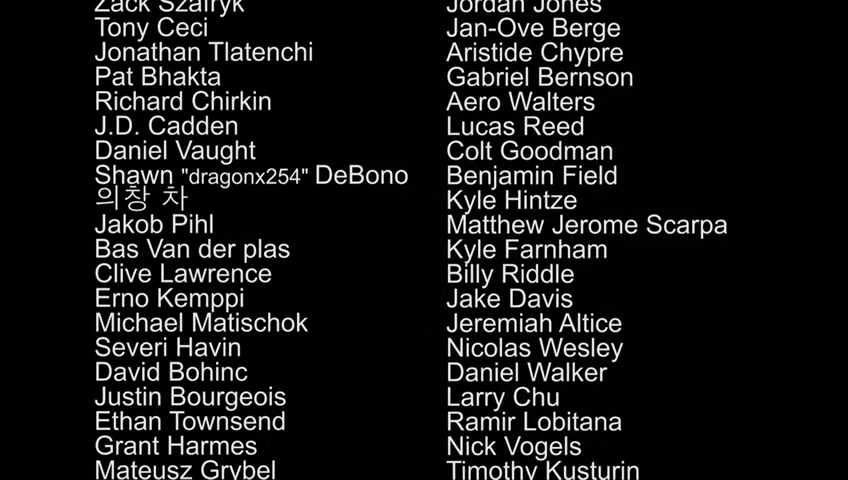 Zack Szafryk
Tony Ceci
Jonathan Tlatenchi
Pat Bhakta
Richard Chirkin
J.D. Cadden
Daniel Vaught
Shawn "dragonx254" DeBono
의창 차
Jakob Pihl
Bas Van der plas
Clive Lawrence
Erno Kemppi
Michael Matischok
Severi Havin
David Bohinc
Justin Bourgeois
Ethan Townsend
Grant Harmes
Mateusz Grybel
Jordan Jones
Jan-Ove Berge
Aristide Chypre
Gabriel Bernson
Aero Walters
Lucas Reed
Colt Goodman
Benjamin Field
Kyle Hintze
Matthew Jerome Scarpa
Kyle Farnham
Billy Riddle
Jake Davis
Jeremiah Altice
Nicolas Wesley
Daniel Walker
Larry Chu
Ramir Lobitana
Nick Vogels
Timothy Kusturin